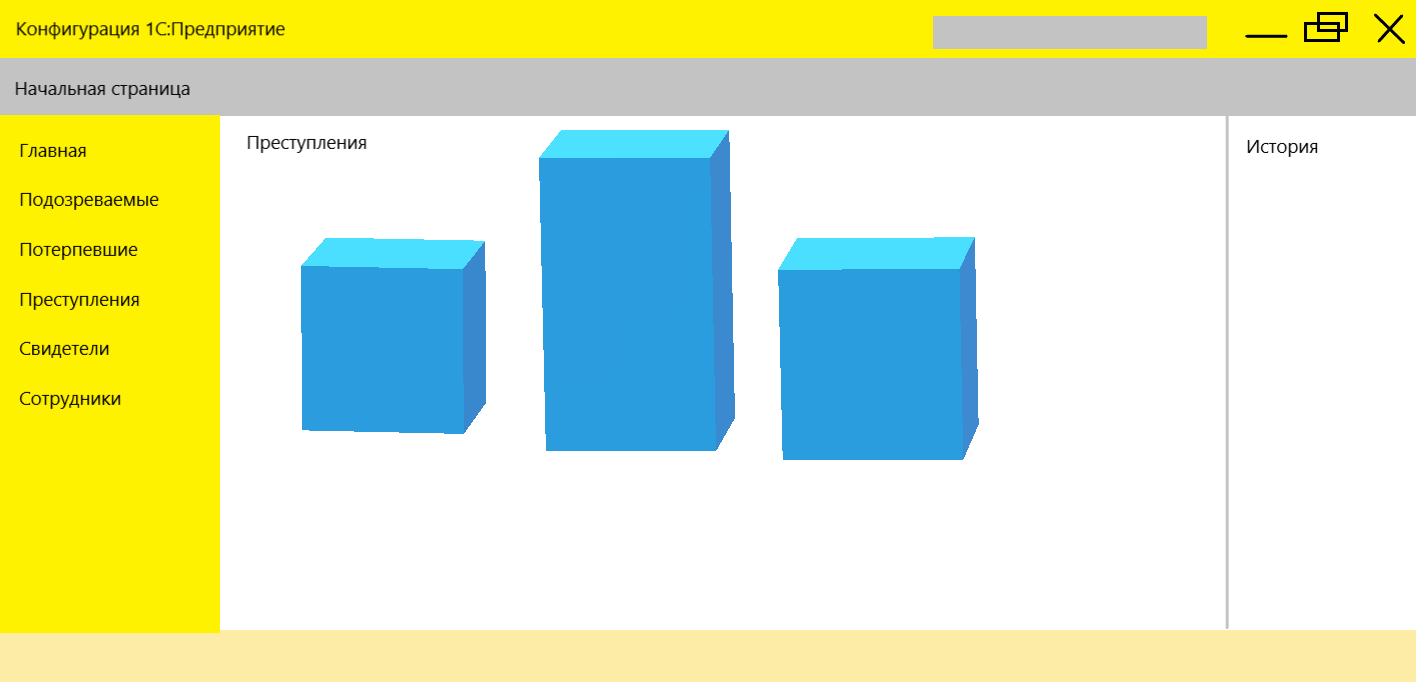 Конфигурация 1С:Предприятие
Начальная страница
Главная
Подозреваемые
Потерпевшие
Преступления
Свидетели
Сотрудники
Преступления
История